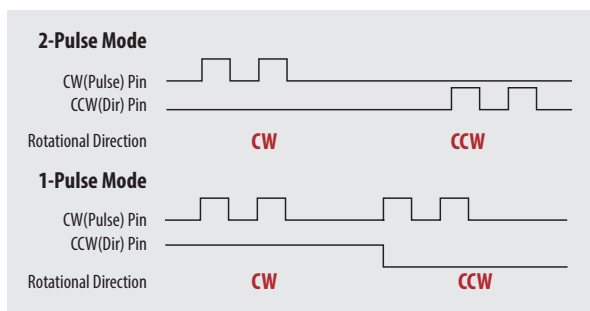 2-Pulse Mode
CW(Pulse) Pin
CCW(Dir) Pin
Rotational Direction CW CCW
1-Pulse Mode
CW(Pulse) Pin
CCW(Dir) Pin
Rotational Direction CW CCW